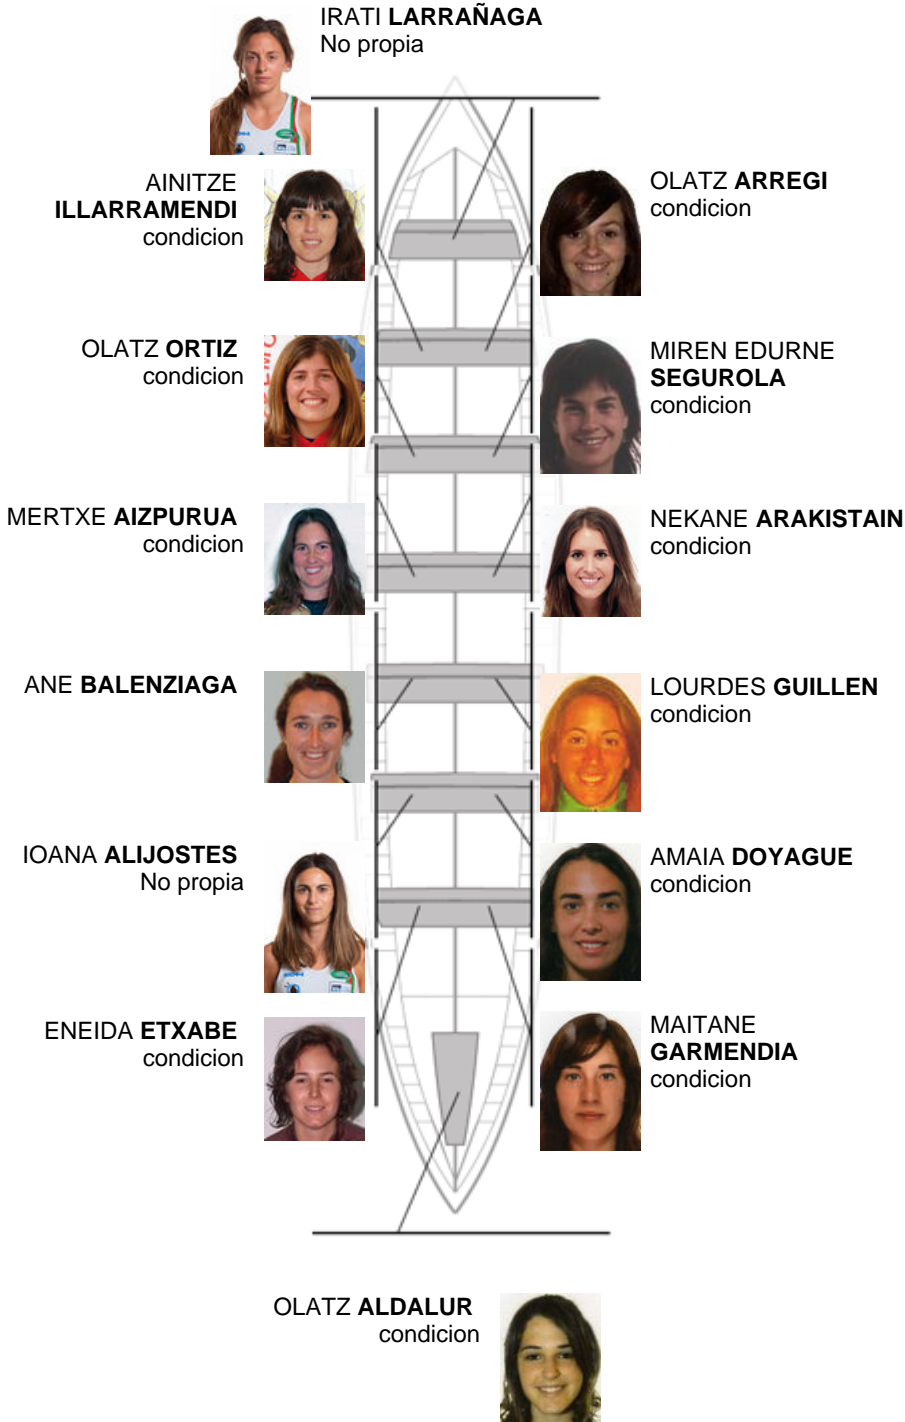 IRATI LARRAÑAGA
No propia
AINITZE
ILLARRAMENDI
condicion
OLATZ ARREGI
condicion
OLATZ ORTIZ
condicion
MIREN EDURNE
SEGUROLA
condicion
MERTXE AIZPURUA
condicion
NEKANE ARAKISTAIN
condicion
ANE BALENZIAGA
LOURDES GUILLEN
condicion
IOANA ALIJOSTES
No propia
AMAIA DOYAGUE
condicion
ENEIDA ETXABE
condicion
MAITANE
GARMENDIA
condicion
OLATZ ALDALUR
condicion